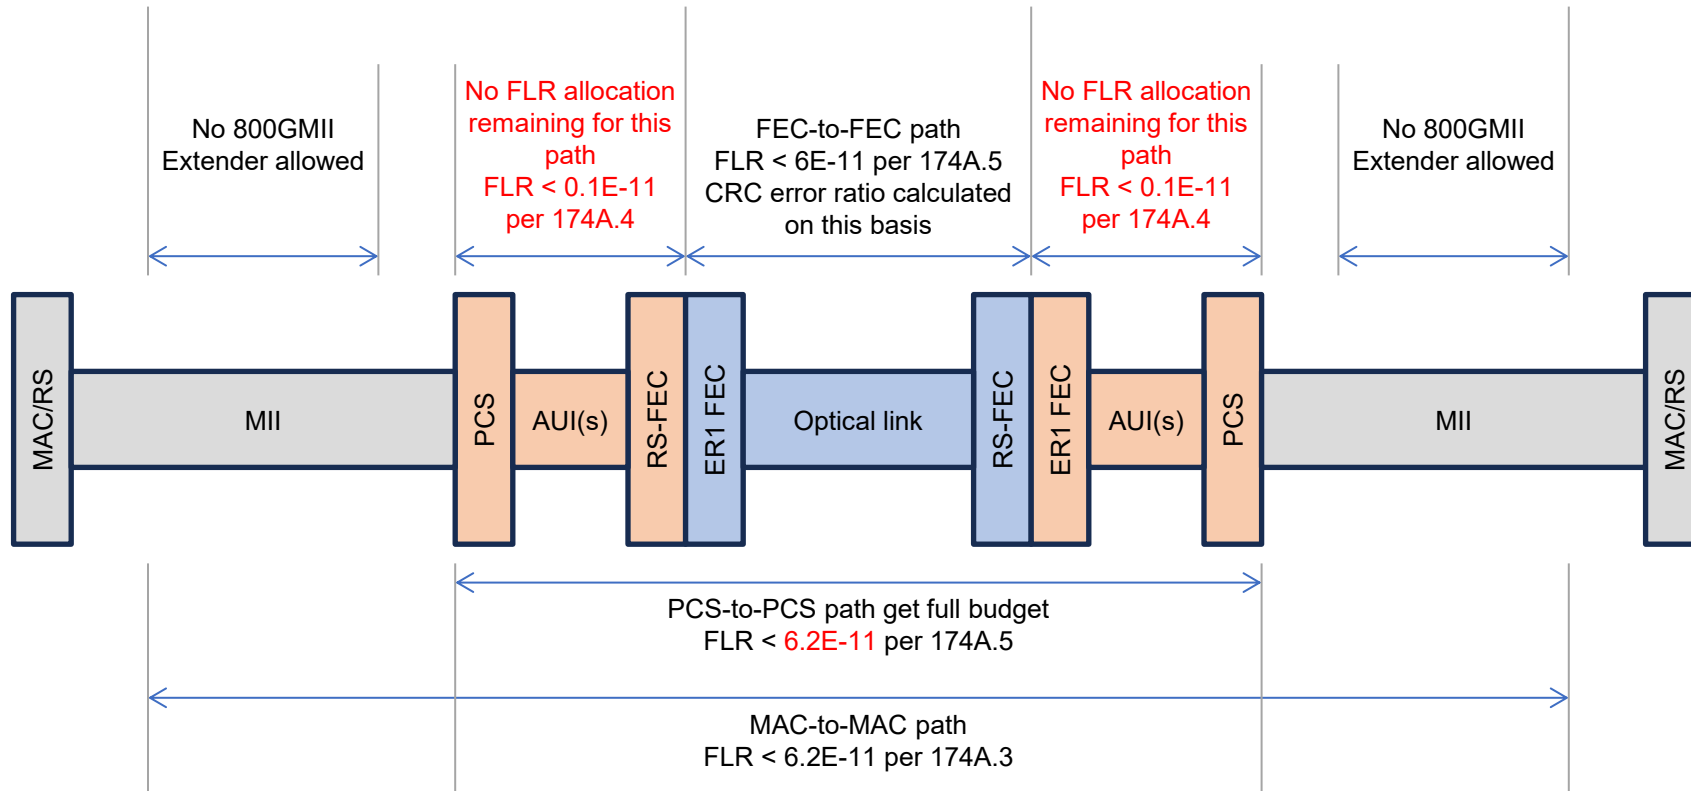 No 800GMII
Extender allowed
No FLR allocation
remaining for this
path
FLR < 0.1E-11
per 174A.4
FEC-to-FEC path
FLR < 6E-11 per 174A.5
CRC error ratio calculated
on this basis
No FLR allocation
remaining for this
path
FLR < 0.1E-11
per 174A.4
No 800GMII
Extender allowed
MAC/RS
MII
PCS
AUI(s)
RS-FEC
ER1 FEC
Optical link
RS-FEC
ER1 FEC
AUI(s)
PCS
MII
MAC/RS
PCS-to-PCS path get full budget
FLR < 6.2E-11 per 174A.5
MAC-to-MAC path
FLR < 6.2E-11 per 174A.3